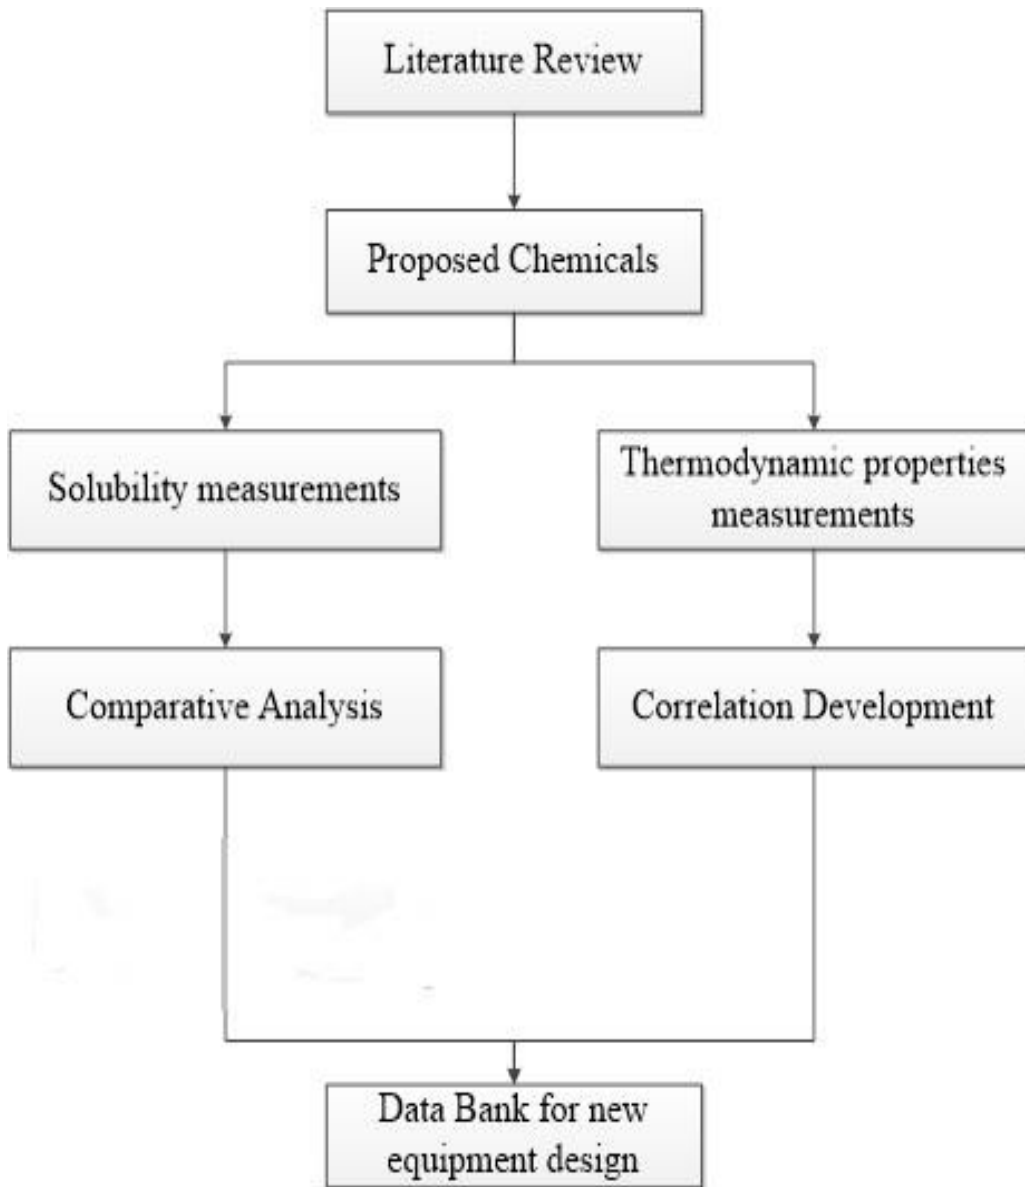 Literature Review
Proposed Chemicals
Solubility measurements
Thermodynamic properties
measurements
Comparative Analysis
Correlation Development
Data Bank for new
equipment design